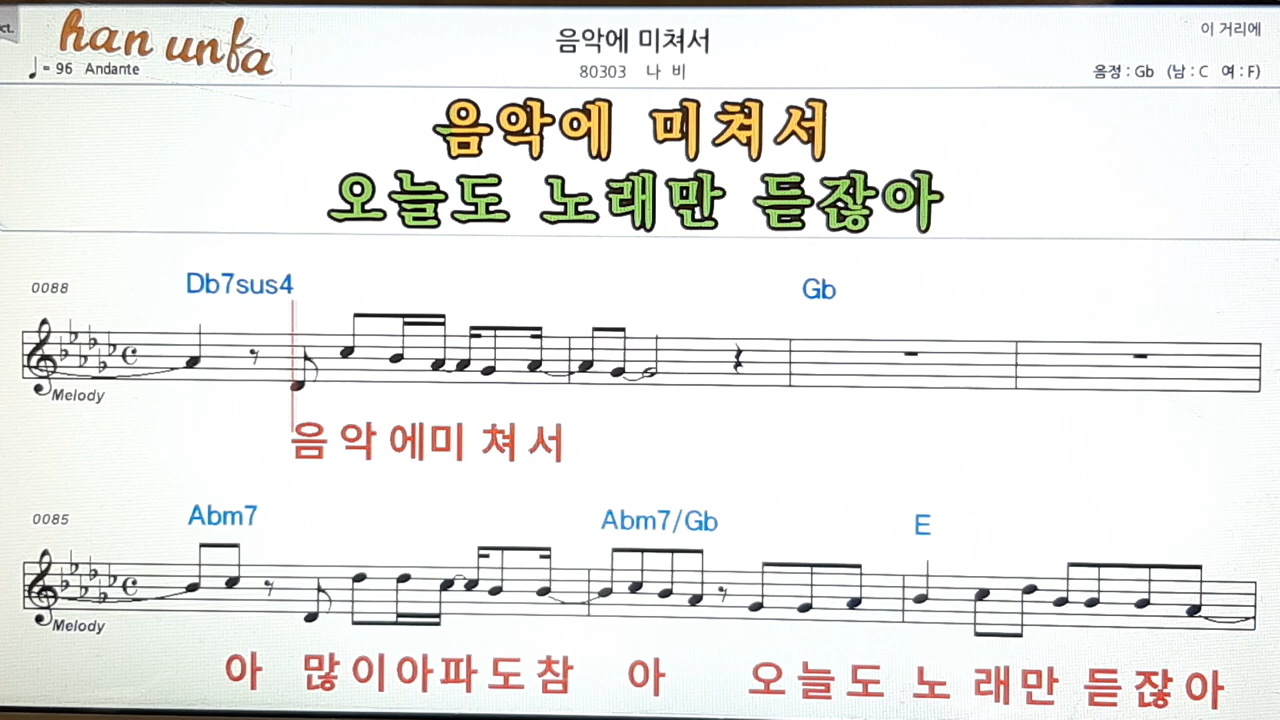 ct.
han unfa
♩= 96 Andante
음악에 미쳐서
80303 나 비
이 거리에
음정 : Gb (남 : C 여 : F)
음악에 미쳐서
오늘도 노래만 듣잖아
0088
Db7sus4
Gb
Melody
음 악 에미 쳐 서
0085
Abm7
Abm7/Gb
E
Melody
아 많이아파도참 아 오늘도 노 래만 듣잖아